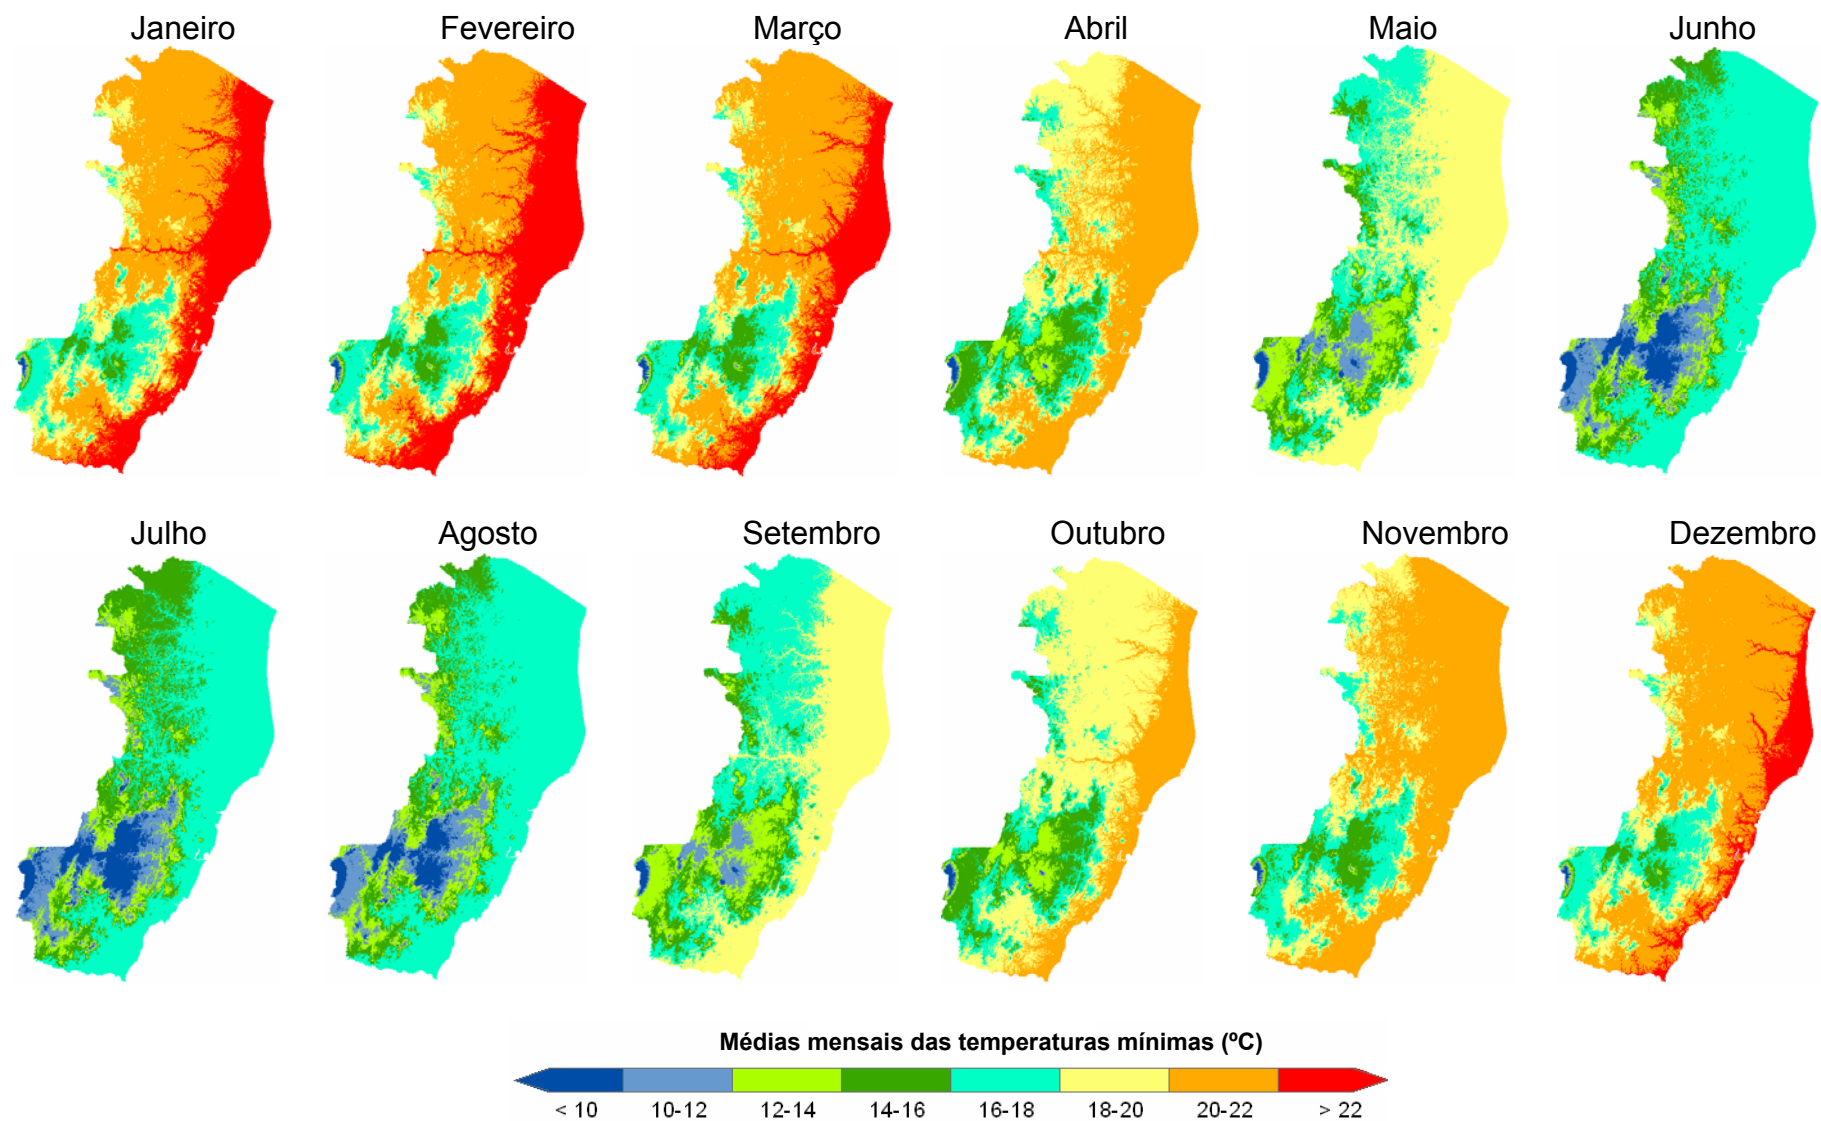 Janeiro Fevereiro Março Abril Maio Junho
Julho Agosto Setembro Outubro Novembro Dezembro
Médias mensais das temperaturas mínimas (ºC)
< 10 10-12 12-14 14-16 16-18 18-20 20-22 > 22